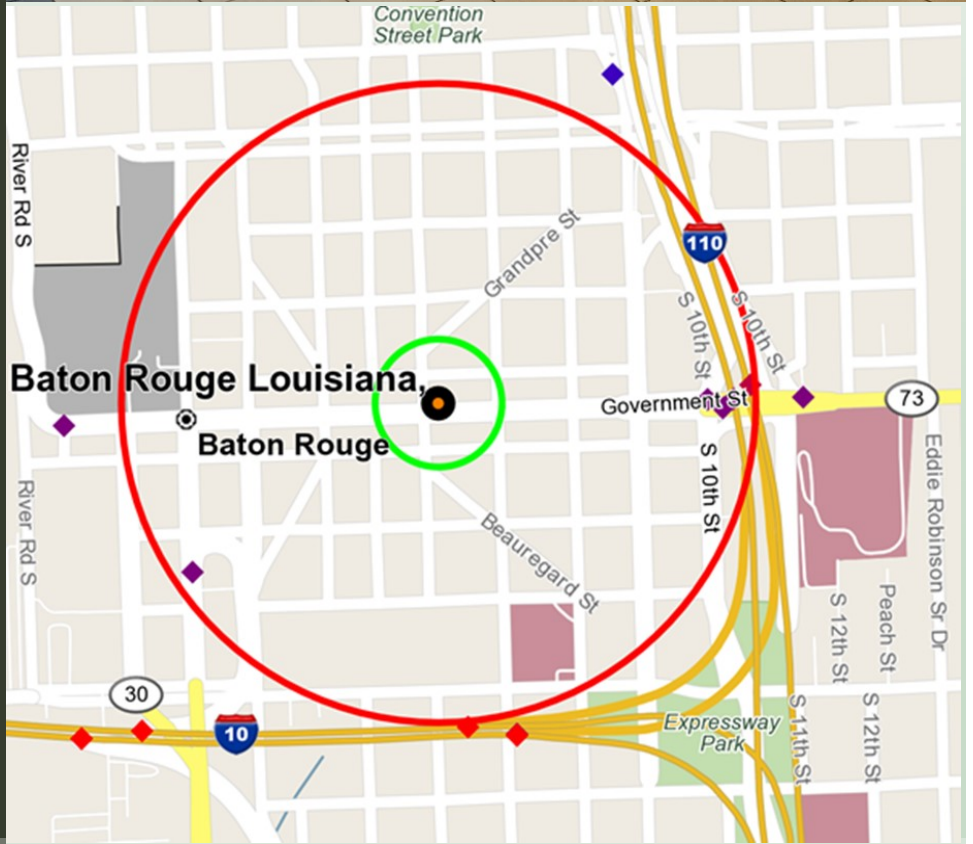 Convention
Street Park
River Rd S
Grandpre St
110
S 10th St
S 10th St
Baton Rouge Louisiana,
Government St
73
Baton Rouge
S 10th St
Eddie Robinson Sr Dr
River Rd S
Beauregard St
S 12th St
Peach St
30
10
Expressway
Park
S 11th St
S 12th St